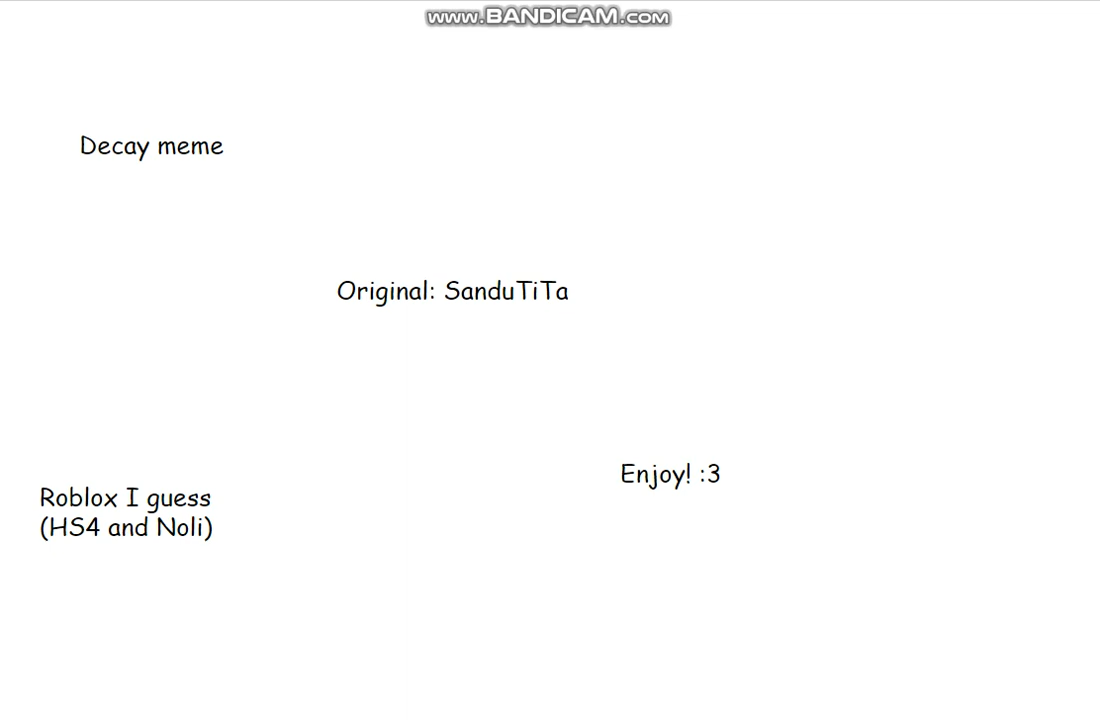 www.BANDICAM.com
Decay meme
Original: SanduTiTa
Enjoy! :3
Roblox I guess
(HS4 and Noli)